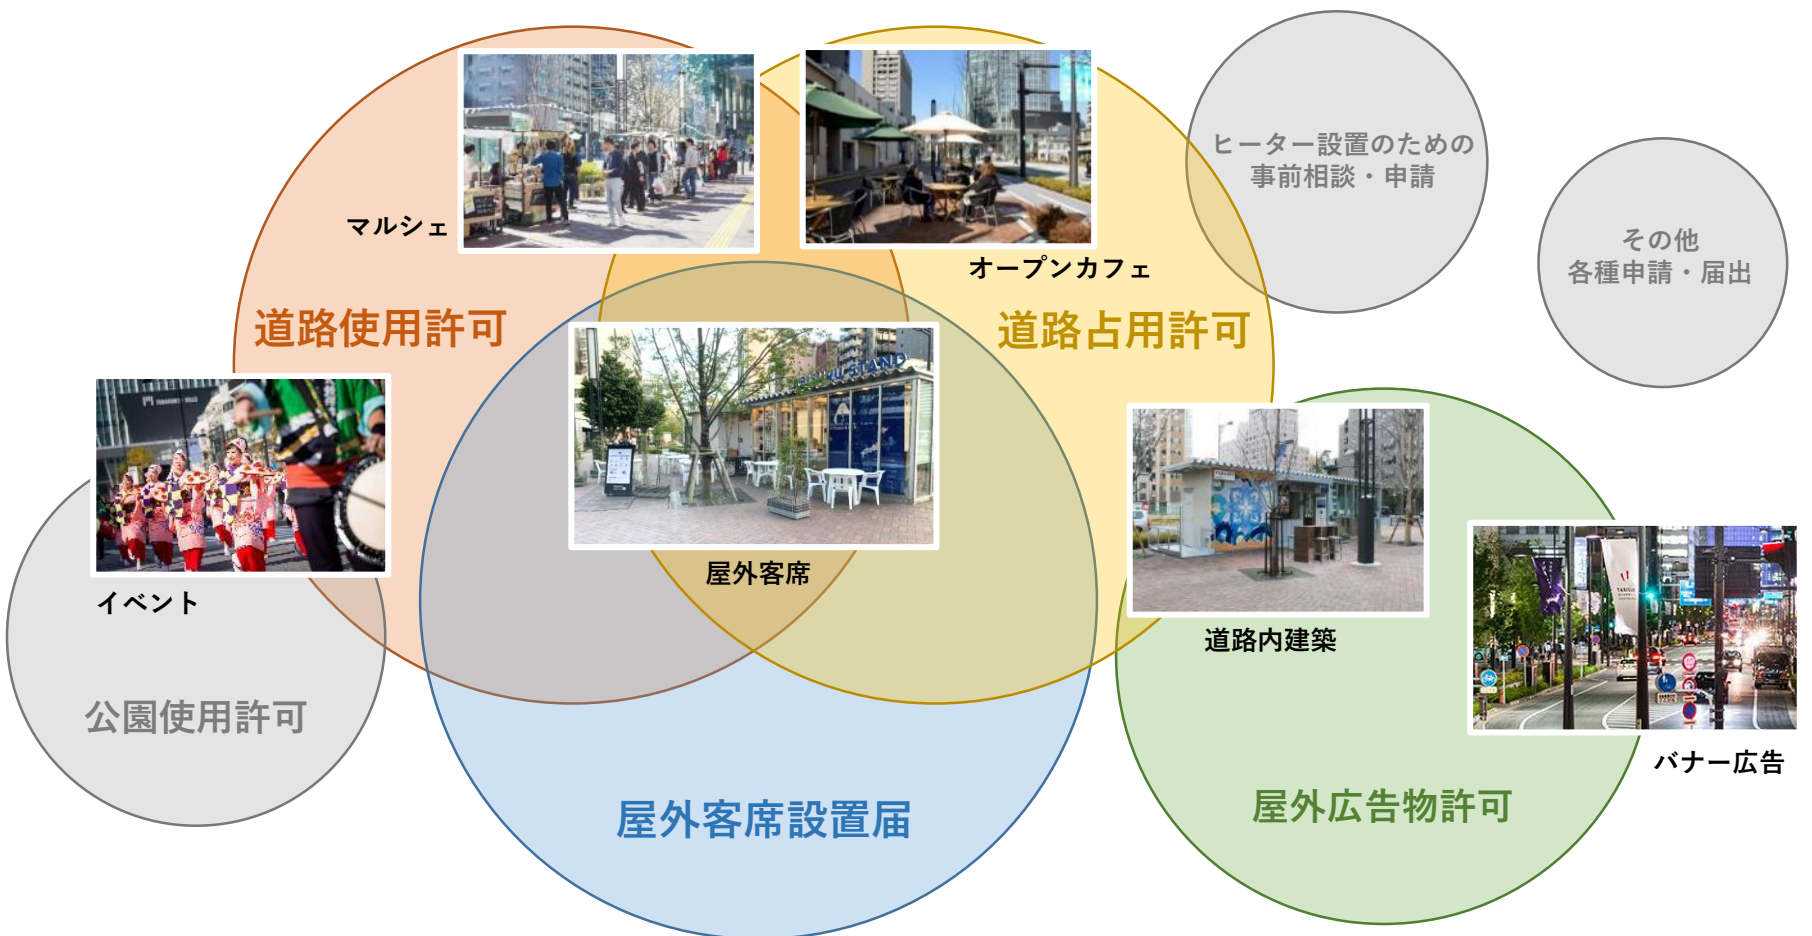 ヒーター設置のための
事前相談・申請
その他
各種申請・届出
マルシェ
オープンカフェ
道路使用許可
道路占用許可
STAND
イベント
屋外客席
道路内建築
公園使用許可
バナー広告
屋外客席設置届
屋外広告物許可